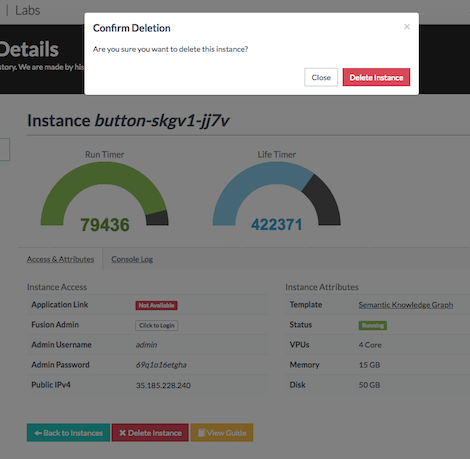 | Labs
Details
story. We are made by his
Confirm Deletion
×
Are you sure you want to delete this instance?
Close
Delete Instance
Instance button-skgv1-jj7v
Run Timer
Life Timer
79436
422371
Access & Attributes
Console Log
Instance Access
Application Link Not Available
Fusion Admin Click to Login
Admin Username admin
Admin Password 69q1o16etgha
Public IPv4 35.185.228.240
Instance Attributes
Template Semantic Knowledge Graph
Status Running
VPUs 4 Core
Memory 15 GB
Disk 50 GB
Back to Instances
Delete Instance
View Guide